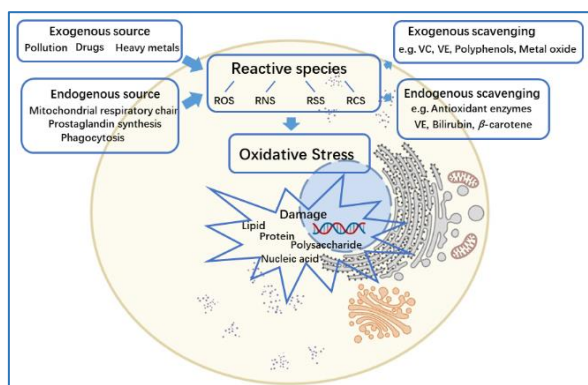 Exogenous source
Pollution Drugs Heavy metals
Endogenous source
Mitochondrial respiratory chain
Prostaglandin synthesis
Phagocytosis
Reactive species
ROS RNS RSS RCS
Exogenous scavenging
e.g. VC, VE, Polyphenols, Metal oxide
Endogenous scavenging
e.g. Antioxidant enzymes
VE, Bilirubin, β-carotene
Oxidative Stress
Damage
Lipid
Protein
Polysaccharide
Nucleic acid